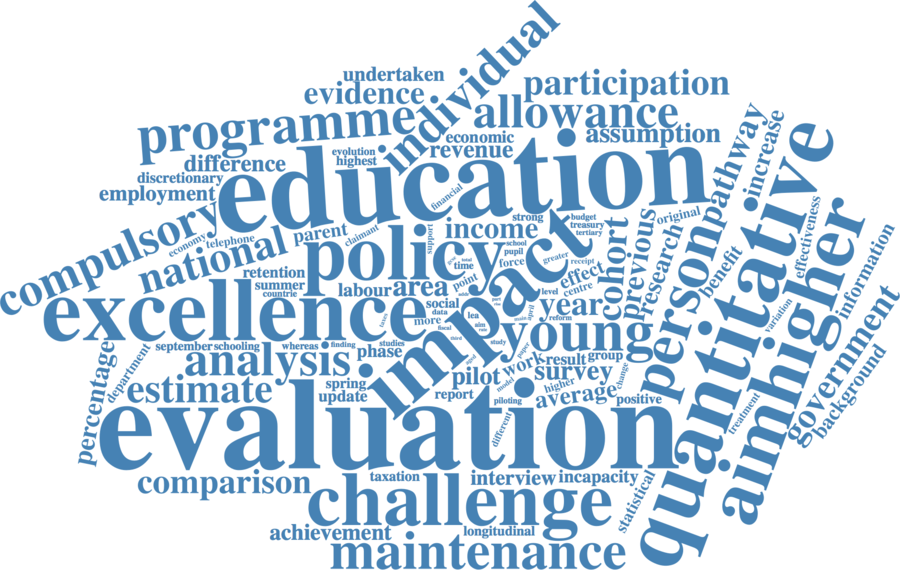 undertaken
evidence
individual
participation
programme
allowance
economic
assumption
evolution
highest
revenue
difference
discretionary
employment
education
financial
pathway
increase
compulsory
economy
telephone
national
parent
claimant
support
income
strong
budget
treasury
tertiary
cohort
previous
original
research
person
benefit
quantitative
effectiveness
policy
school
pupil
force
greater
receipt
time
total
point
effect
centre
retention
summer
countrie
labour
area
level
year
reform
information
variation
aimhigher
excellence
social
data
more
fiscal
lea
aim
impact
young
september
schooling
whereas
finding
studies
phase
third
study
percentage
department
analysis
work
result
group
government
background
estimate
spring
update
pilot
report
model
survey
higher
average
change
positive
treatment
piloting
different
evaluation
comparison
taxation
interview
incapacity
statistical
challenge
achievement
longitudinal
maintenance